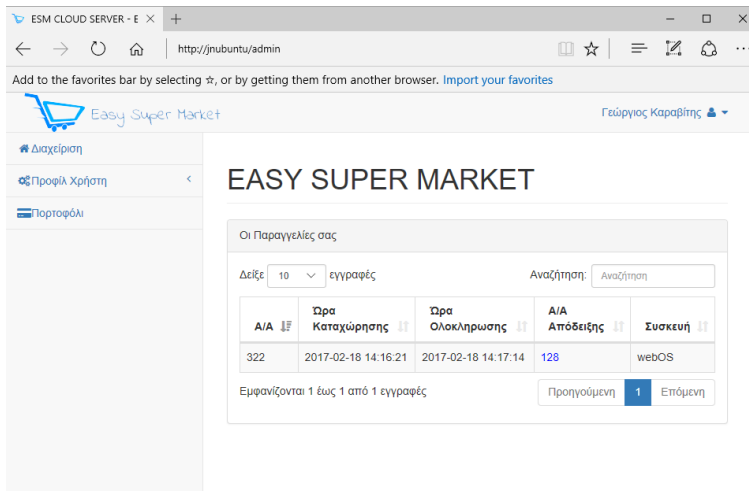 ESM CLOUD SERVER - E
http://jnubuntu/admin
Add to the favorites bar by selecting ☆, or by getting them from another browser. Import your favorites
Easy Super Market
Γεώργιος Καραβίτης
Διαχείριση
Προφίλ Χρήστη
Πορτοφόλι
EASY SUPER MARKET
Οι Παραγγελίες σας
Δείξε 10 εγγραφές Αναζήτηση: Αναζήτηση
Α/Α Ώρα Καταχώρησης Ώρα Ολοκληρωσης Α/Α Απόδειξης Συσκευή
322 2017-02-18 14:16:21 2017-02-18 14:17:14 128 webOS
Εμφανίζονται 1 έως 1 από 1 εγγραφές
Προηγούμενη 1 Επόμενη